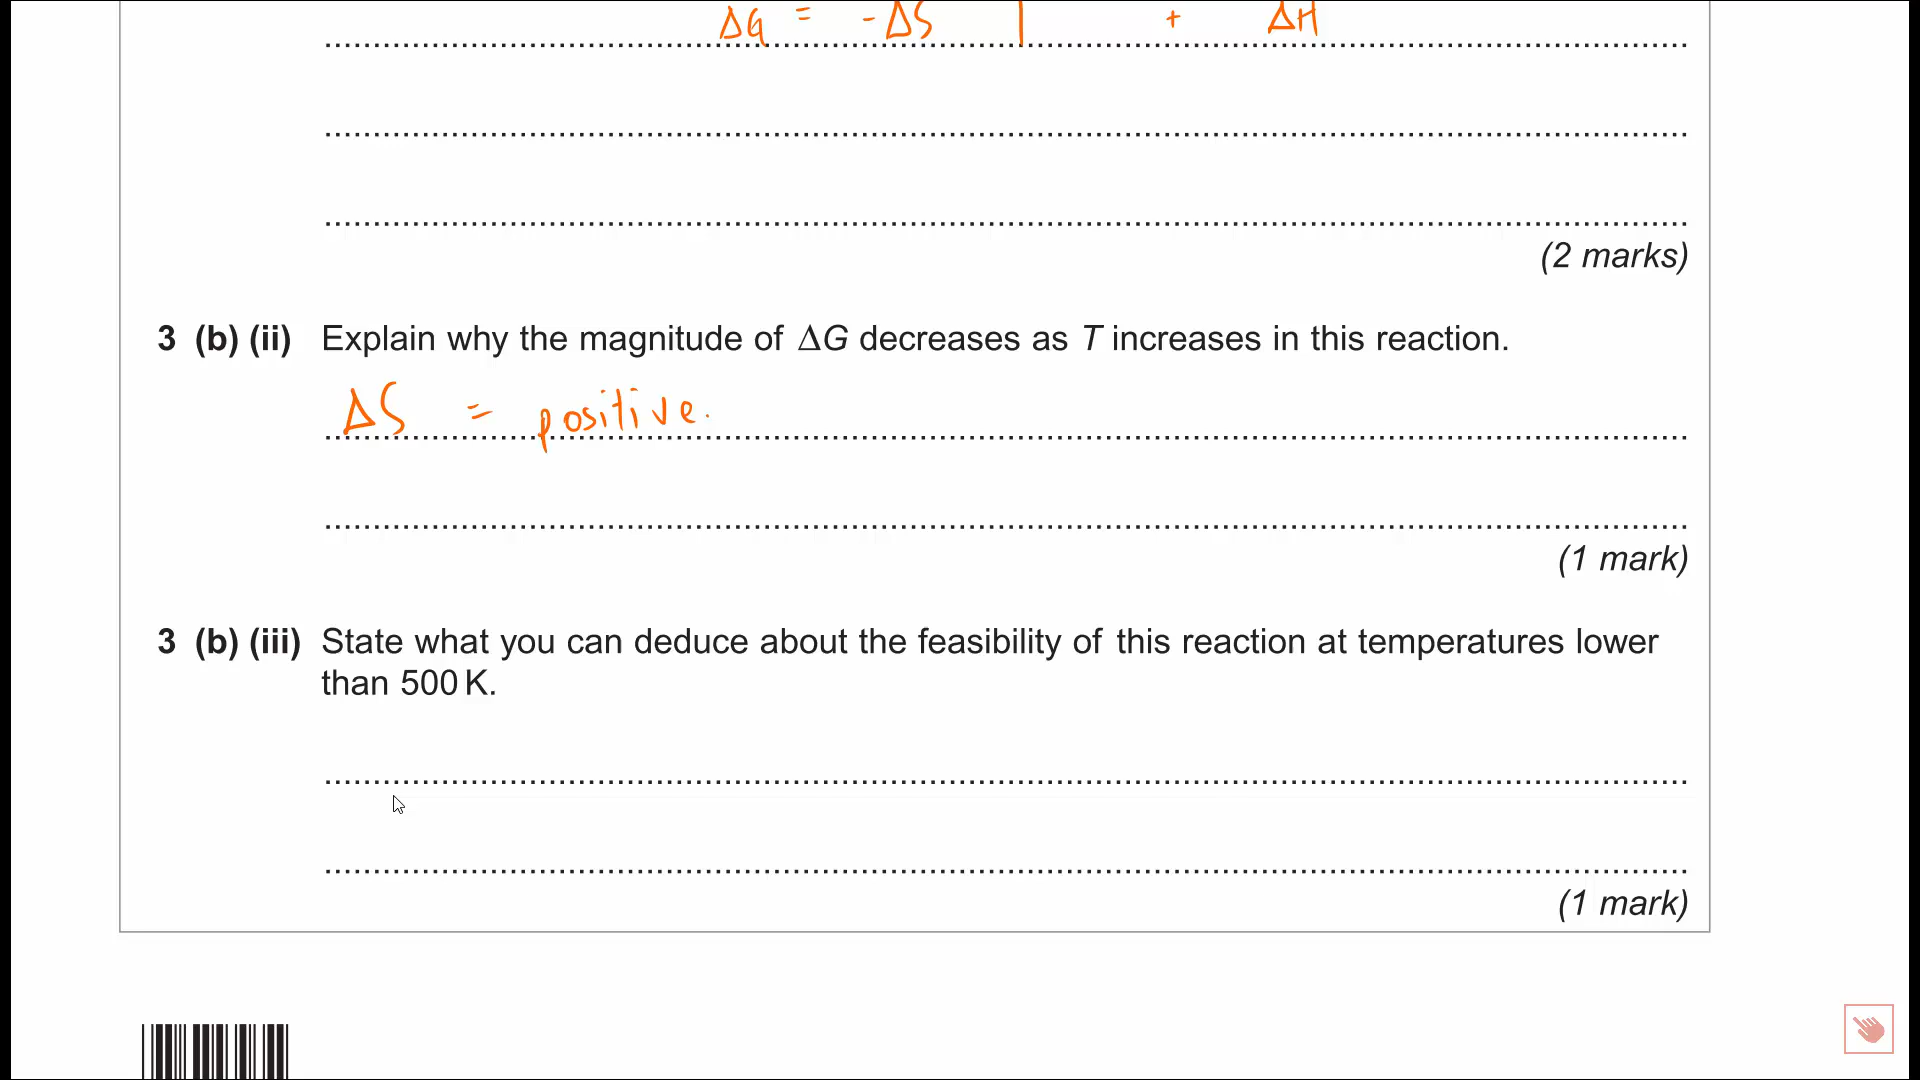 ΔG = -ΔS + ΔH
(2 marks)
3 (b) (ii) Explain why the magnitude of ΔG decreases as T increases in this reaction.
ΔS = positive.
(1 mark)
3 (b) (iii) State what you can deduce about the feasibility of this reaction at temperatures lower
than 500 K.
(1 mark)